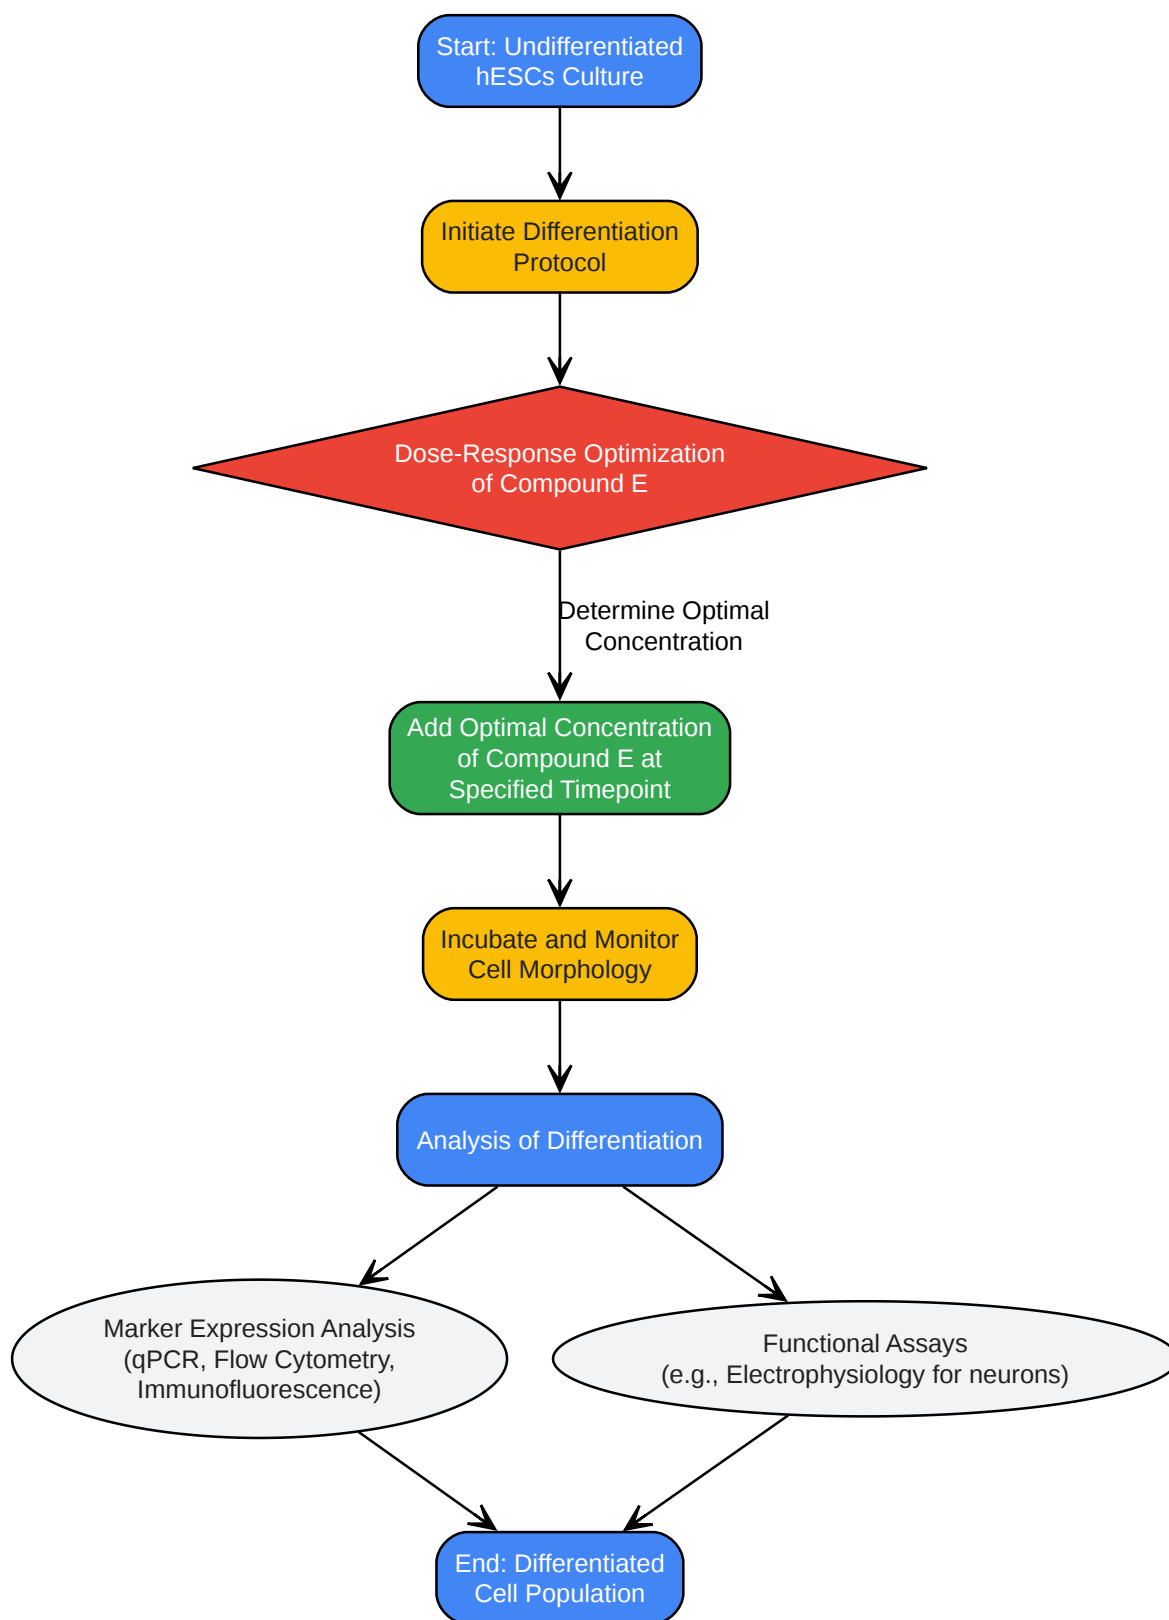 Start: Undifferentiated
hESCs Culture
Initiate Differentiation
Protocol
Dose-Response Optimization
of Compound E
Determine Optimal
Concentration
Add Optimal Concentration
of Compound E at
Specified Timepoint
Incubate and Monitor
Cell Morphology
Analysis of Differentiation
Marker Expression Analysis
(qPCR, Flow Cytometry,
Immunofluorescence)
Functional Assays
(e.g., Electrophysiology for neurons)
End: Differentiated
Cell Population